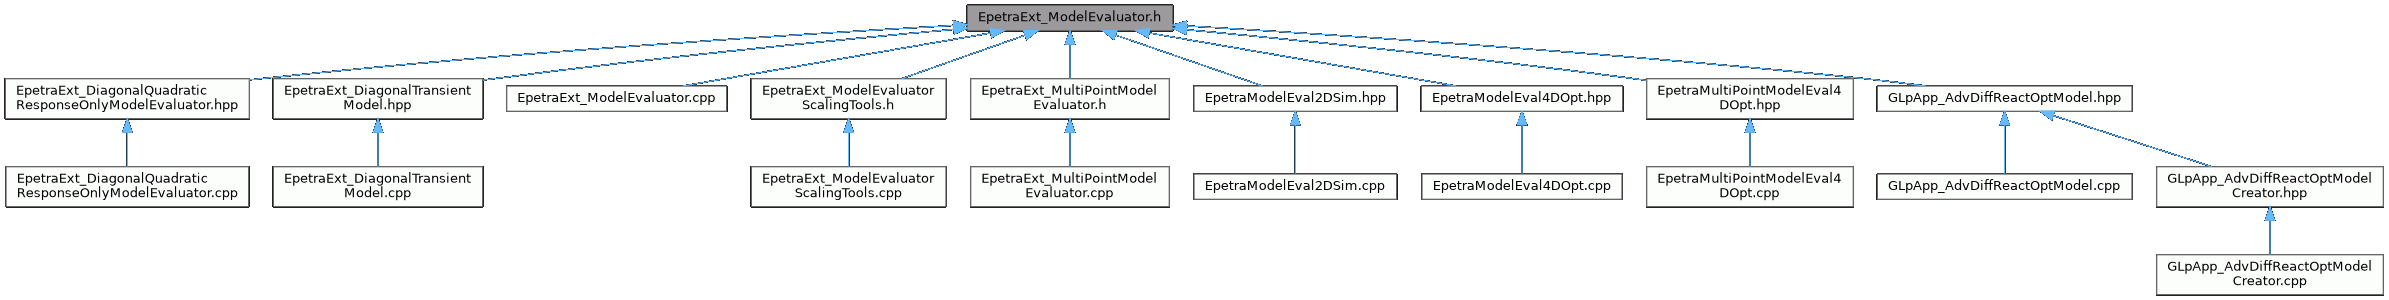 EpetraExt_ModelEvaluator.h
EpetraExt_DiagonalQuadratic
ResponseOnlyModelEvaluator.hpp
EpetraExt_DiagonalTransient
Model.hpp
EpetraExt_ModelEvaluator.cpp
EpetraExt_ModelEvaluator
ScalingTools.h
EpetraExt_MultiPointModel
Evaluator.h
EpetraModelEval2DSim.hpp
EpetraModelEval4DOpt.hpp
EpetraMultiPointModelEval4
DOpt.hpp
GLpApp_AdvDiffReactOptModel.hpp
EpetraExt_DiagonalQuadratic
ResponseOnlyModelEvaluator.cpp
EpetraExt_DiagonalTransient
Model.cpp
EpetraExt_ModelEvaluator
ScalingTools.cpp
EpetraExt_MultiPointModel
Evaluator.cpp
EpetraModelEval2DSim.cpp
EpetraModelEval4DOpt.cpp
EpetraMultiPointModelEval4
DOpt.cpp
GLpApp_AdvDiffReactOptModel.cpp
GLpApp_AdvDiffReactOptModel
Creator.hpp
GLpApp_AdvDiffReactOptModel
Creator.cpp